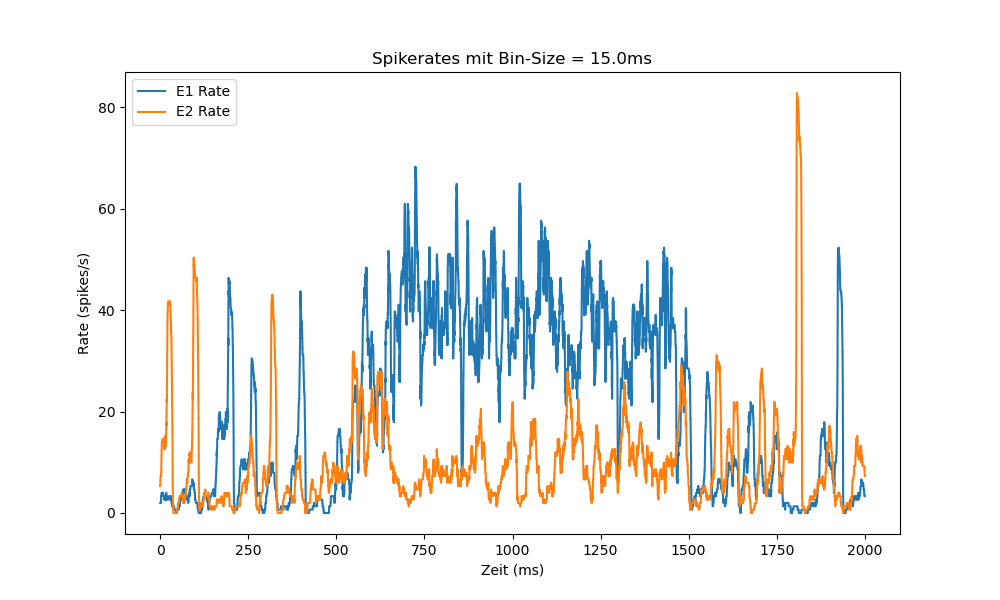 Spikerates mit Bin-Size = 15.0ms
E1 Rate
E2 Rate
80
60
40
20
0
Rate (spikes/s)
0 250 500 750 1000 1250 1500 1750 2000
Zeit (ms)